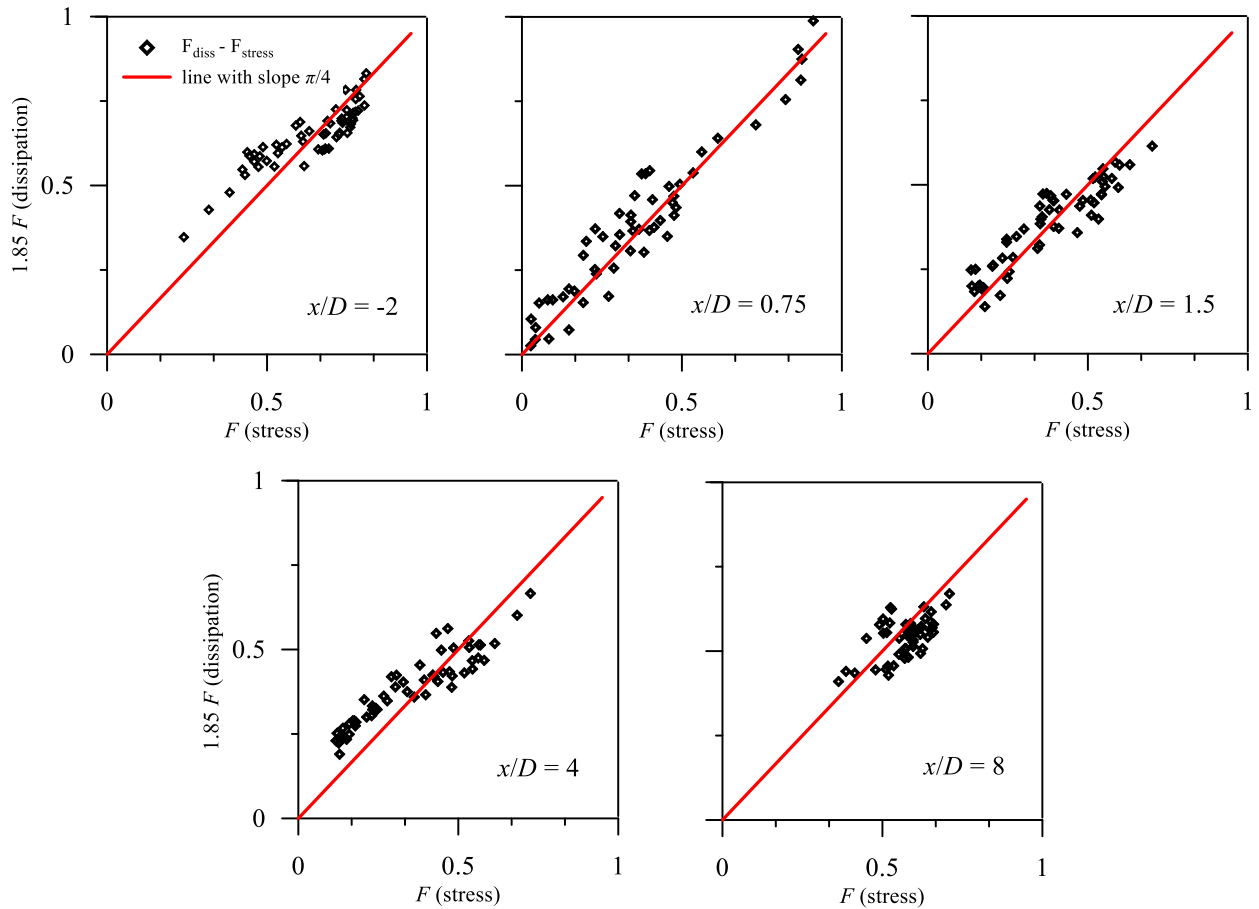 1
0.5
0
1.85 F (dissipation)
F_diss - F_stress
line with slope π/4
x/D = -2
0 0.5 1
F (stress)
x/D = 0.75
0 0.5 1
F (stress)
x/D = 1.5
0 0.5 1
F (stress)
1
0.5
0
1.85 F (dissipation)
x/D = 4
0 0.5 1
F (stress)
x/D = 8
0 0.5 1
F (stress)